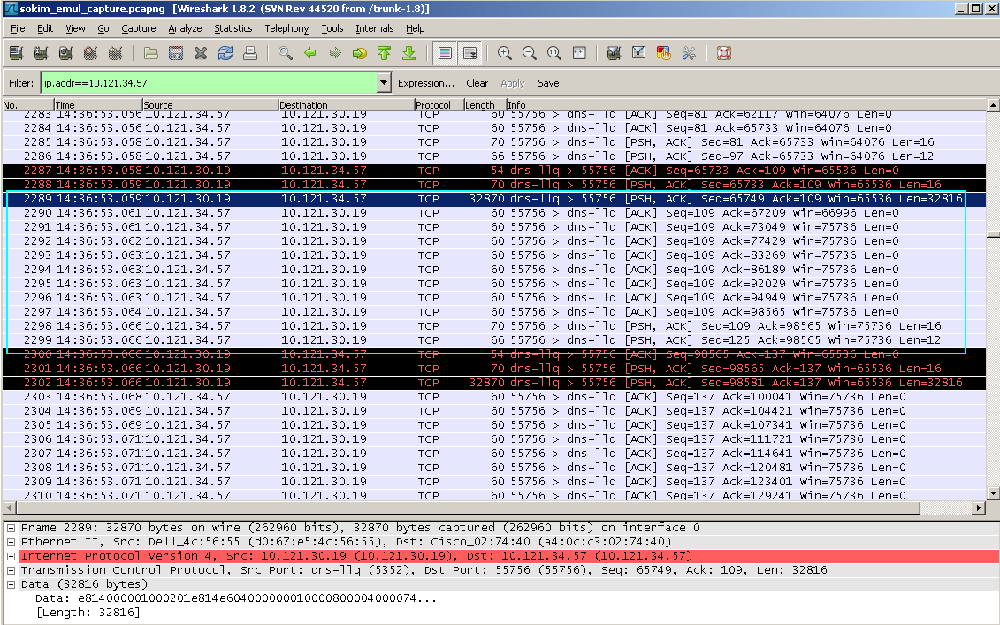 sokim_emul_capture.pcapng [Wireshark 1.8.2 (SVN Rev 44520 from /trunk-1.8)]
File Edit View Go Capture Analyze Statistics Telephony Tools Internals Help
Filter: ip.addr==10.121.34.57 Expression... Clear Apply Save
No. Time Source Destination Protocol Length Info
2283 14:36:53.056 10.121.34.57 10.121.30.19 TCP 60 55756 > dns-llq [ACK] Seq=81 Ack=62117 Win=64076 Len=0
2284 14:36:53.056 10.121.34.57 10.121.30.19 TCP 60 55756 > dns-llq [ACK] Seq=81 Ack=65733 Win=64076 Len=0
2285 14:36:53.058 10.121.34.57 10.121.30.19 TCP 70 55756 > dns-llq [PSH, ACK] Seq=81 Ack=65733 Win=64076 Len=16
2286 14:36:53.058 10.121.34.57 10.121.30.19 TCP 66 55756 > dns-llq [PSH, ACK] Seq=97 Ack=65733 Win=64076 Len=12
2287 14:36:53.058 10.121.30.19 10.121.34.57 TCP 54 dns-llq > 55756 [ACK] Seq=65733 Ack=109 Win=65536 Len=0
2288 14:36:53.059 10.121.30.19 10.121.34.57 TCP 70 dns-llq > 55756 [PSH, ACK] Seq=65733 Ack=109 Win=65536 Len=16
2289 14:36:53.059 10.121.30.19 10.121.34.57 TCP 32870 dns-llq > 55756 [PSH, ACK] Seq=65749 Ack=109 Win=65536 Len=32816
2290 14:36:53.061 10.121.34.57 10.121.30.19 TCP 60 55756 > dns-llq [ACK] Seq=109 Ack=67209 Win=66996 Len=0
2291 14:36:53.061 10.121.34.57 10.121.30.19 TCP 60 55756 > dns-llq [ACK] Seq=109 Ack=73049 Win=75736 Len=0
2292 14:36:53.062 10.121.34.57 10.121.30.19 TCP 60 55756 > dns-llq [ACK] Seq=109 Ack=77429 Win=75736 Len=0
2293 14:36:53.063 10.121.34.57 10.121.30.19 TCP 60 55756 > dns-llq [ACK] Seq=109 Ack=83269 Win=75736 Len=0
2294 14:36:53.063 10.121.34.57 10.121.30.19 TCP 60 55756 > dns-llq [ACK] Seq=109 Ack=86189 Win=75736 Len=0
2295 14:36:53.063 10.121.34.57 10.121.30.19 TCP 60 55756 > dns-llq [ACK] Seq=109 Ack=92029 Win=75736 Len=0
2296 14:36:53.063 10.121.34.57 10.121.30.19 TCP 60 55756 > dns-llq [ACK] Seq=109 Ack=94949 Win=75736 Len=0
2297 14:36:53.064 10.121.34.57 10.121.30.19 TCP 60 55756 > dns-llq [ACK] Seq=109 Ack=98565 Win=75736 Len=0
2298 14:36:53.066 10.121.34.57 10.121.30.19 TCP 70 55756 > dns-llq [PSH, ACK] Seq=109 Ack=98565 Win=75736 Len=16
2299 14:36:53.066 10.121.34.57 10.121.30.19 TCP 66 55756 > dns-llq [PSH, ACK] Seq=125 Ack=98565 Win=75736 Len=12
2300 14:36:53.066 10.121.30.19 10.121.34.57 TCP 54 dns-llq > 55756 [ACK] Seq=98565 Ack=137 Win=65536 Len=0
2301 14:36:53.066 10.121.30.19 10.121.34.57 TCP 70 dns-llq > 55756 [PSH, ACK] Seq=98565 Ack=137 Win=65536 Len=16
2302 14:36:53.066 10.121.30.19 10.121.34.57 TCP 32870 dns-llq > 55756 [PSH, ACK] Seq=98581 Ack=137 Win=65536 Len=32816
2303 14:36:53.068 10.121.34.57 10.121.30.19 TCP 60 55756 > dns-llq [ACK] Seq=137 Ack=100041 Win=75736 Len=0
2304 14:36:53.069 10.121.34.57 10.121.30.19 TCP 60 55756 > dns-llq [ACK] Seq=137 Ack=104421 Win=75736 Len=0
2305 14:36:53.069 10.121.34.57 10.121.30.19 TCP 60 55756 > dns-llq [ACK] Seq=137 Ack=107341 Win=75736 Len=0
2306 14:36:53.071 10.121.34.57 10.121.30.19 TCP 60 55756 > dns-llq [ACK] Seq=137 Ack=111721 Win=75736 Len=0
2307 14:36:53.071 10.121.34.57 10.121.30.19 TCP 60 55756 > dns-llq [ACK] Seq=137 Ack=114641 Win=75736 Len=0
2308 14:36:53.071 10.121.34.57 10.121.30.19 TCP 60 55756 > dns-llq [ACK] Seq=137 Ack=120481 Win=75736 Len=0
2309 14:36:53.071 10.121.34.57 10.121.30.19 TCP 60 55756 > dns-llq [ACK] Seq=137 Ack=123401 Win=75736 Len=0
2310 14:36:53.071 10.121.34.57 10.121.30.19 TCP 60 55756 > dns-llq [ACK] Seq=137 Ack=129241 Win=75736 Len=0
Frame 2289: 32870 bytes on wire (262960 bits), 32870 bytes captured (262960 bits) on interface 0
Ethernet II, Src: Dell_4c:56:55 (d0:67:e5:4c:56:55), Dst: Cisco_02:74:40 (a4:0c:c3:02:74:40)
Internet Protocol Version 4, Src: 10.121.30.19 (10.121.30.19), Dst: 10.121.34.57 (10.121.34.57)
Transmission Control Protocol, Src Port: dns-llq (5352), Dst Port: 55756 (55756), Seq: 65749, Ack: 109, Len: 32816
Data (32816 bytes)
Data: e814000001000201e814e6040000000100008000040000​74...
[Length: 32816]